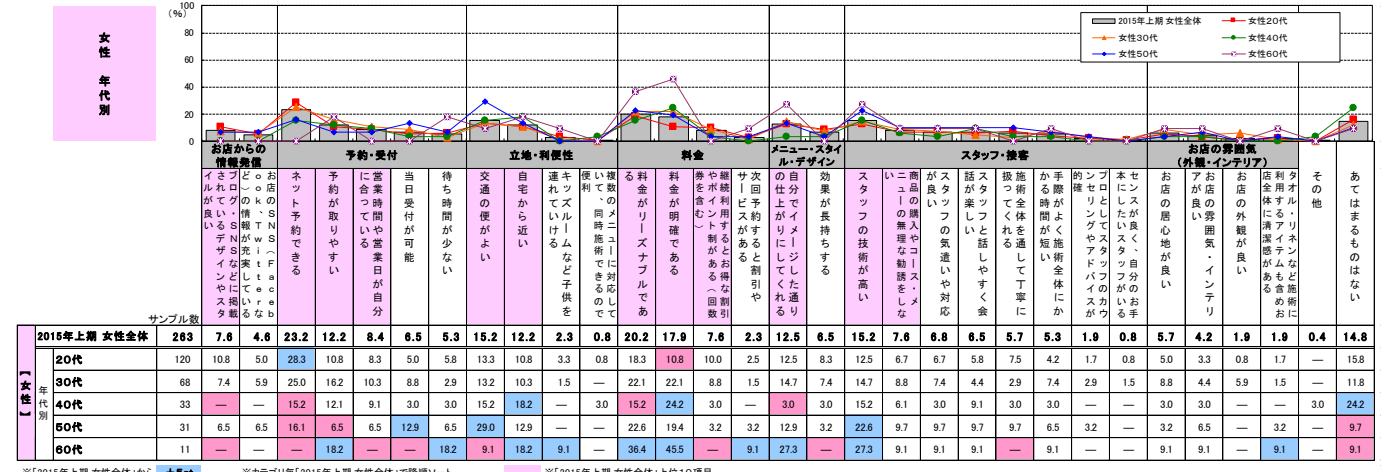 女性 年代別
(%)
100
80
60
40
20
0
2015年上期 女性全体
女性20代
女性30代
女性40代
女性50代
女性60代
お店からの情報発信
予約・受付
立地・利便性
料金
メニュー・スタイル・デザイン
スタッフ・接客
お店の雰囲気(外観・インテリア)
ブログ・SNSなどに掲載されているデザインやスタイルが良い
お店のSNS(Facebook、Twitterなど)の情報が充実している
ネット予約できる
予約が取りやすい
営業時間や営業日が自分に合っている
当日受付が可能
待ち時間が少ない
交通の便がよい
自宅から近い
キッズルームなど子供を連れていける
複数のメニューに対応していて、同時施術できるので便利
料金がリーズナブルである
料金が明確である
継続利用するとお得な割引やポイント制がある(回数券を含む)
次回予約すると割引やサービスがある
自分でイメージした通りの仕上がりにしてくれる
効果が長持ちする
スタッフの技術が高い
商品の購入やコース・メニューの無理な勧誘をしない
スタッフの気遣いや対応が良い
スタッフと話しやすく会話が楽しい
施術全体を通して丁寧に扱ってくれる
手際がよく施術全体にかかる時間が短い
プロとしてスタッフのカウンセリングやアドバイスが的確
センスが良く、自分のお手本にしたいスタッフがいる
お店の居心地が良い
お店の雰囲気・インテリアが良い
お店の外観が良い
タオル・リネンなど施術に利用するアイテムも含めお店全体に清潔感がある
その他
あてはまるものはない
サンプル数
2015年上期 女性全体 263 7.6 4.6 23.2 12.2 8.4 6.5 5.3 15.2 12.2 2.3 0.8 20.2 17.9 7.6 2.3 12.5 6.5 15.2 7.6 6.8 6.5 5.7 5.3 1.9 0.8 5.7 4.2 1.9 1.9 0.4 14.8
【女性】
年代別
20代 120 10.8 5.0 28.3 10.8 8.3 5.0 5.8 13.3 10.8 3.3 0.8 18.3 10.8 10.0 2.5 12.5 8.3 12.5 6.7 6.7 5.8 7.5 4.2 1.7 0.8 5.0 3.3 0.8 1.7 — 15.8
30代 68 7.4 5.9 25.0 16.2 10.3 8.8 2.9 13.2 10.3 1.5 — 22.1 22.1 8.8 1.5 14.7 7.4 14.7 8.8 7.4 4.4 2.9 7.4 2.9 1.5 8.8 4.4 5.9 1.5 — 11.8
40代 33 — — 15.2 12.1 9.1 3.0 3.0 15.2 18.2 — 3.0 15.2 24.2 3.0 — 3.0 3.0 15.2 6.1 3.0 9.1 3.0 3.0 — — 3.0 3.0 — — 3.0 24.2
50代 31 6.5 6.5 16.1 6.5 6.5 12.9 6.5 29.0 12.9 — — 22.6 19.4 3.2 3.2 12.9 3.2 22.6 9.7 9.7 9.7 9.7 6.5 3.2 — 3.2 6.5 — 3.2 — 9.7
60代 11 — — — 18.2 — — 18.2 9.1 18.2 9.1 — 36.4 45.5 — 9.1 27.3 — 27.3 9.1 9.1 9.1 — 9.1 — — 9.1 9.1 — 9.1 — 9.1